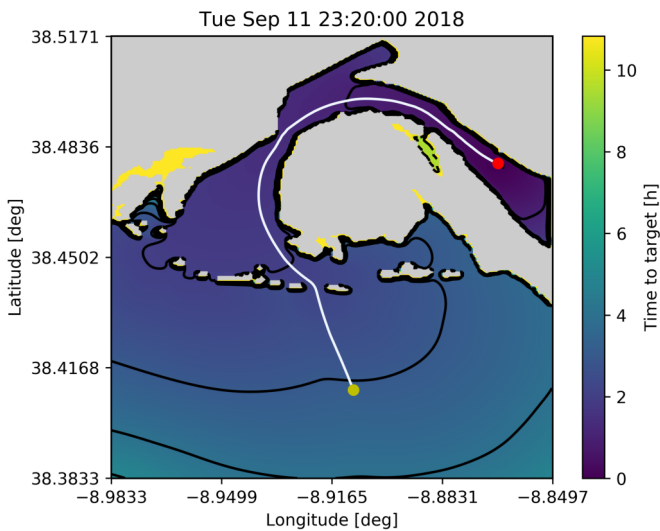 Tue Sep 11 23:20:00 2018
38.5171
38.4836
38.4502
38.4168
38.3833
Latitude [deg]
−8.9833 −8.9499 −8.9165 −8.8831 −8.8497
Longitude [deg]
10
8
6
4
2
0
Time to target [h]